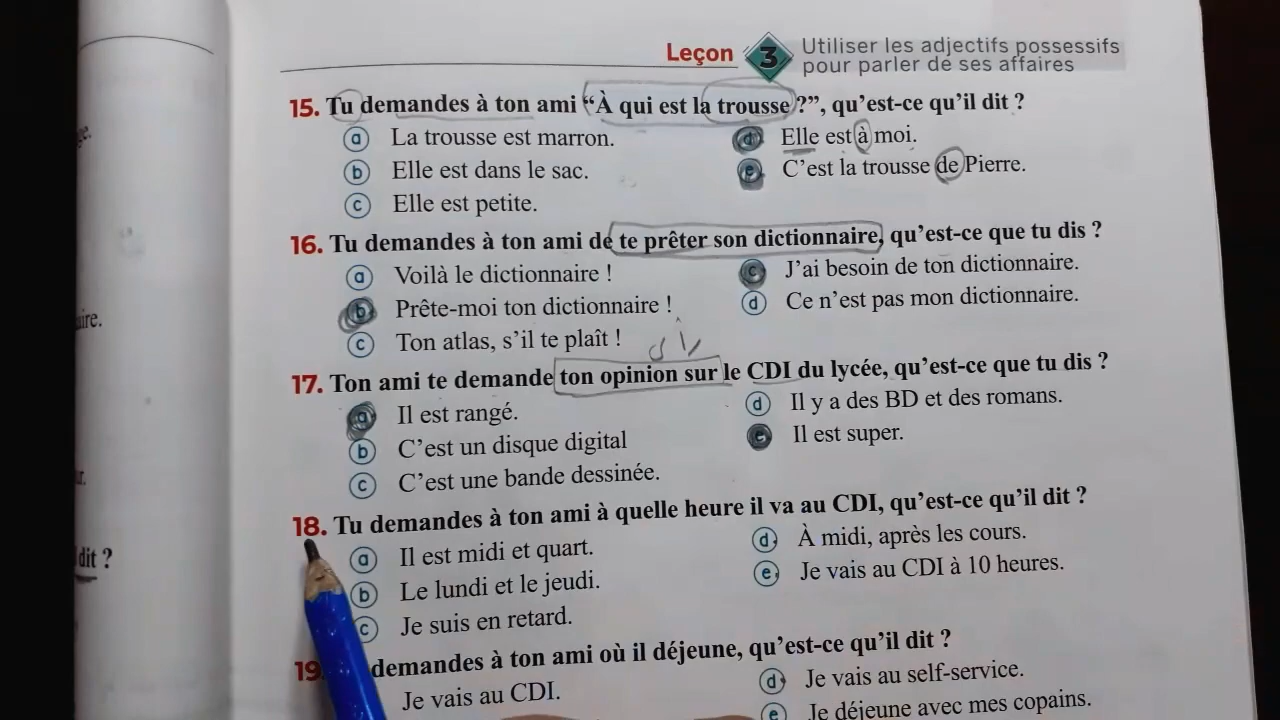 Leçon 3 Utiliser les adjectifs possessifs
pour parler de ses affaires
15. Tu demandes à ton ami “À qui est la trousse ?”, qu’est-ce qu’il dit ?
a La trousse est marron.
d Elle est à moi.
b Elle est dans le sac.
e C’est la trousse de Pierre.
c Elle est petite.
16. Tu demandes à ton ami de te prêter son dictionnaire, qu’est-ce que tu dis ?
a Voilà le dictionnaire !
c J’ai besoin de ton dictionnaire.
b Prête-moi ton dictionnaire !
d Ce n’est pas mon dictionnaire.
c Ton atlas, s’il te plaît !
17. Ton ami te demande ton opinion sur le CDI du lycée, qu’est-ce que tu dis ?
a Il est rangé.
d Il y a des BD et des romans.
b C’est un disque digital
e Il est super.
c C’est une bande dessinée.
18. Tu demandes à ton ami à quelle heure il va au CDI, qu’est-ce qu’il dit ?
a Il est midi et quart.
d À midi, après les cours.
b Le lundi et le jeudi.
e Je vais au CDI à 10 heures.
c Je suis en retard.
19. demandes à ton ami où il déjeune, qu’est-ce qu’il dit ?
Je vais au CDI.
d Je vais au self-service.
e Je déjeune avec mes copains.
dit ?